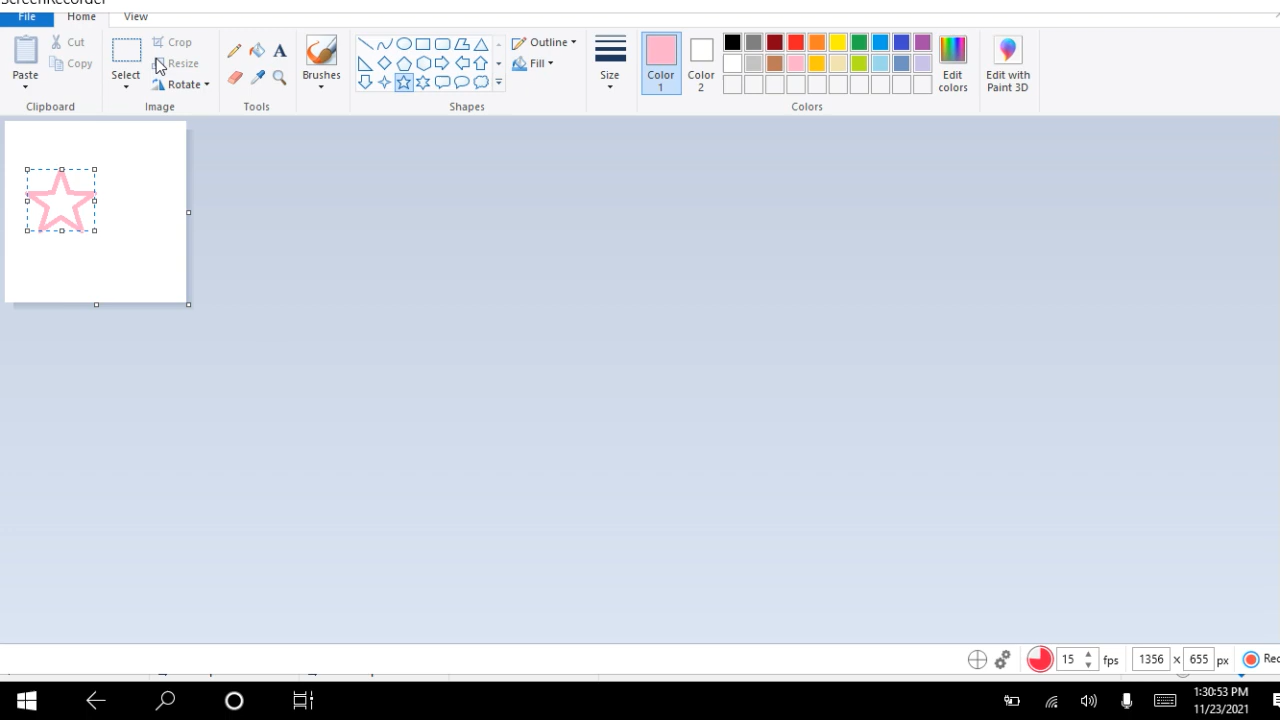 ScreenRecorder
File Home View
Paste Cut Copy Clipboard
Select Crop Resize Rotate Image
Tools
Brushes
Outline Fill Shapes
Size
Color 1 Color 2 Edit colors Colors
Edit with Paint 3D
15 fps 1356 x 655 px Rec
1:30:53 PM
11/23/2021